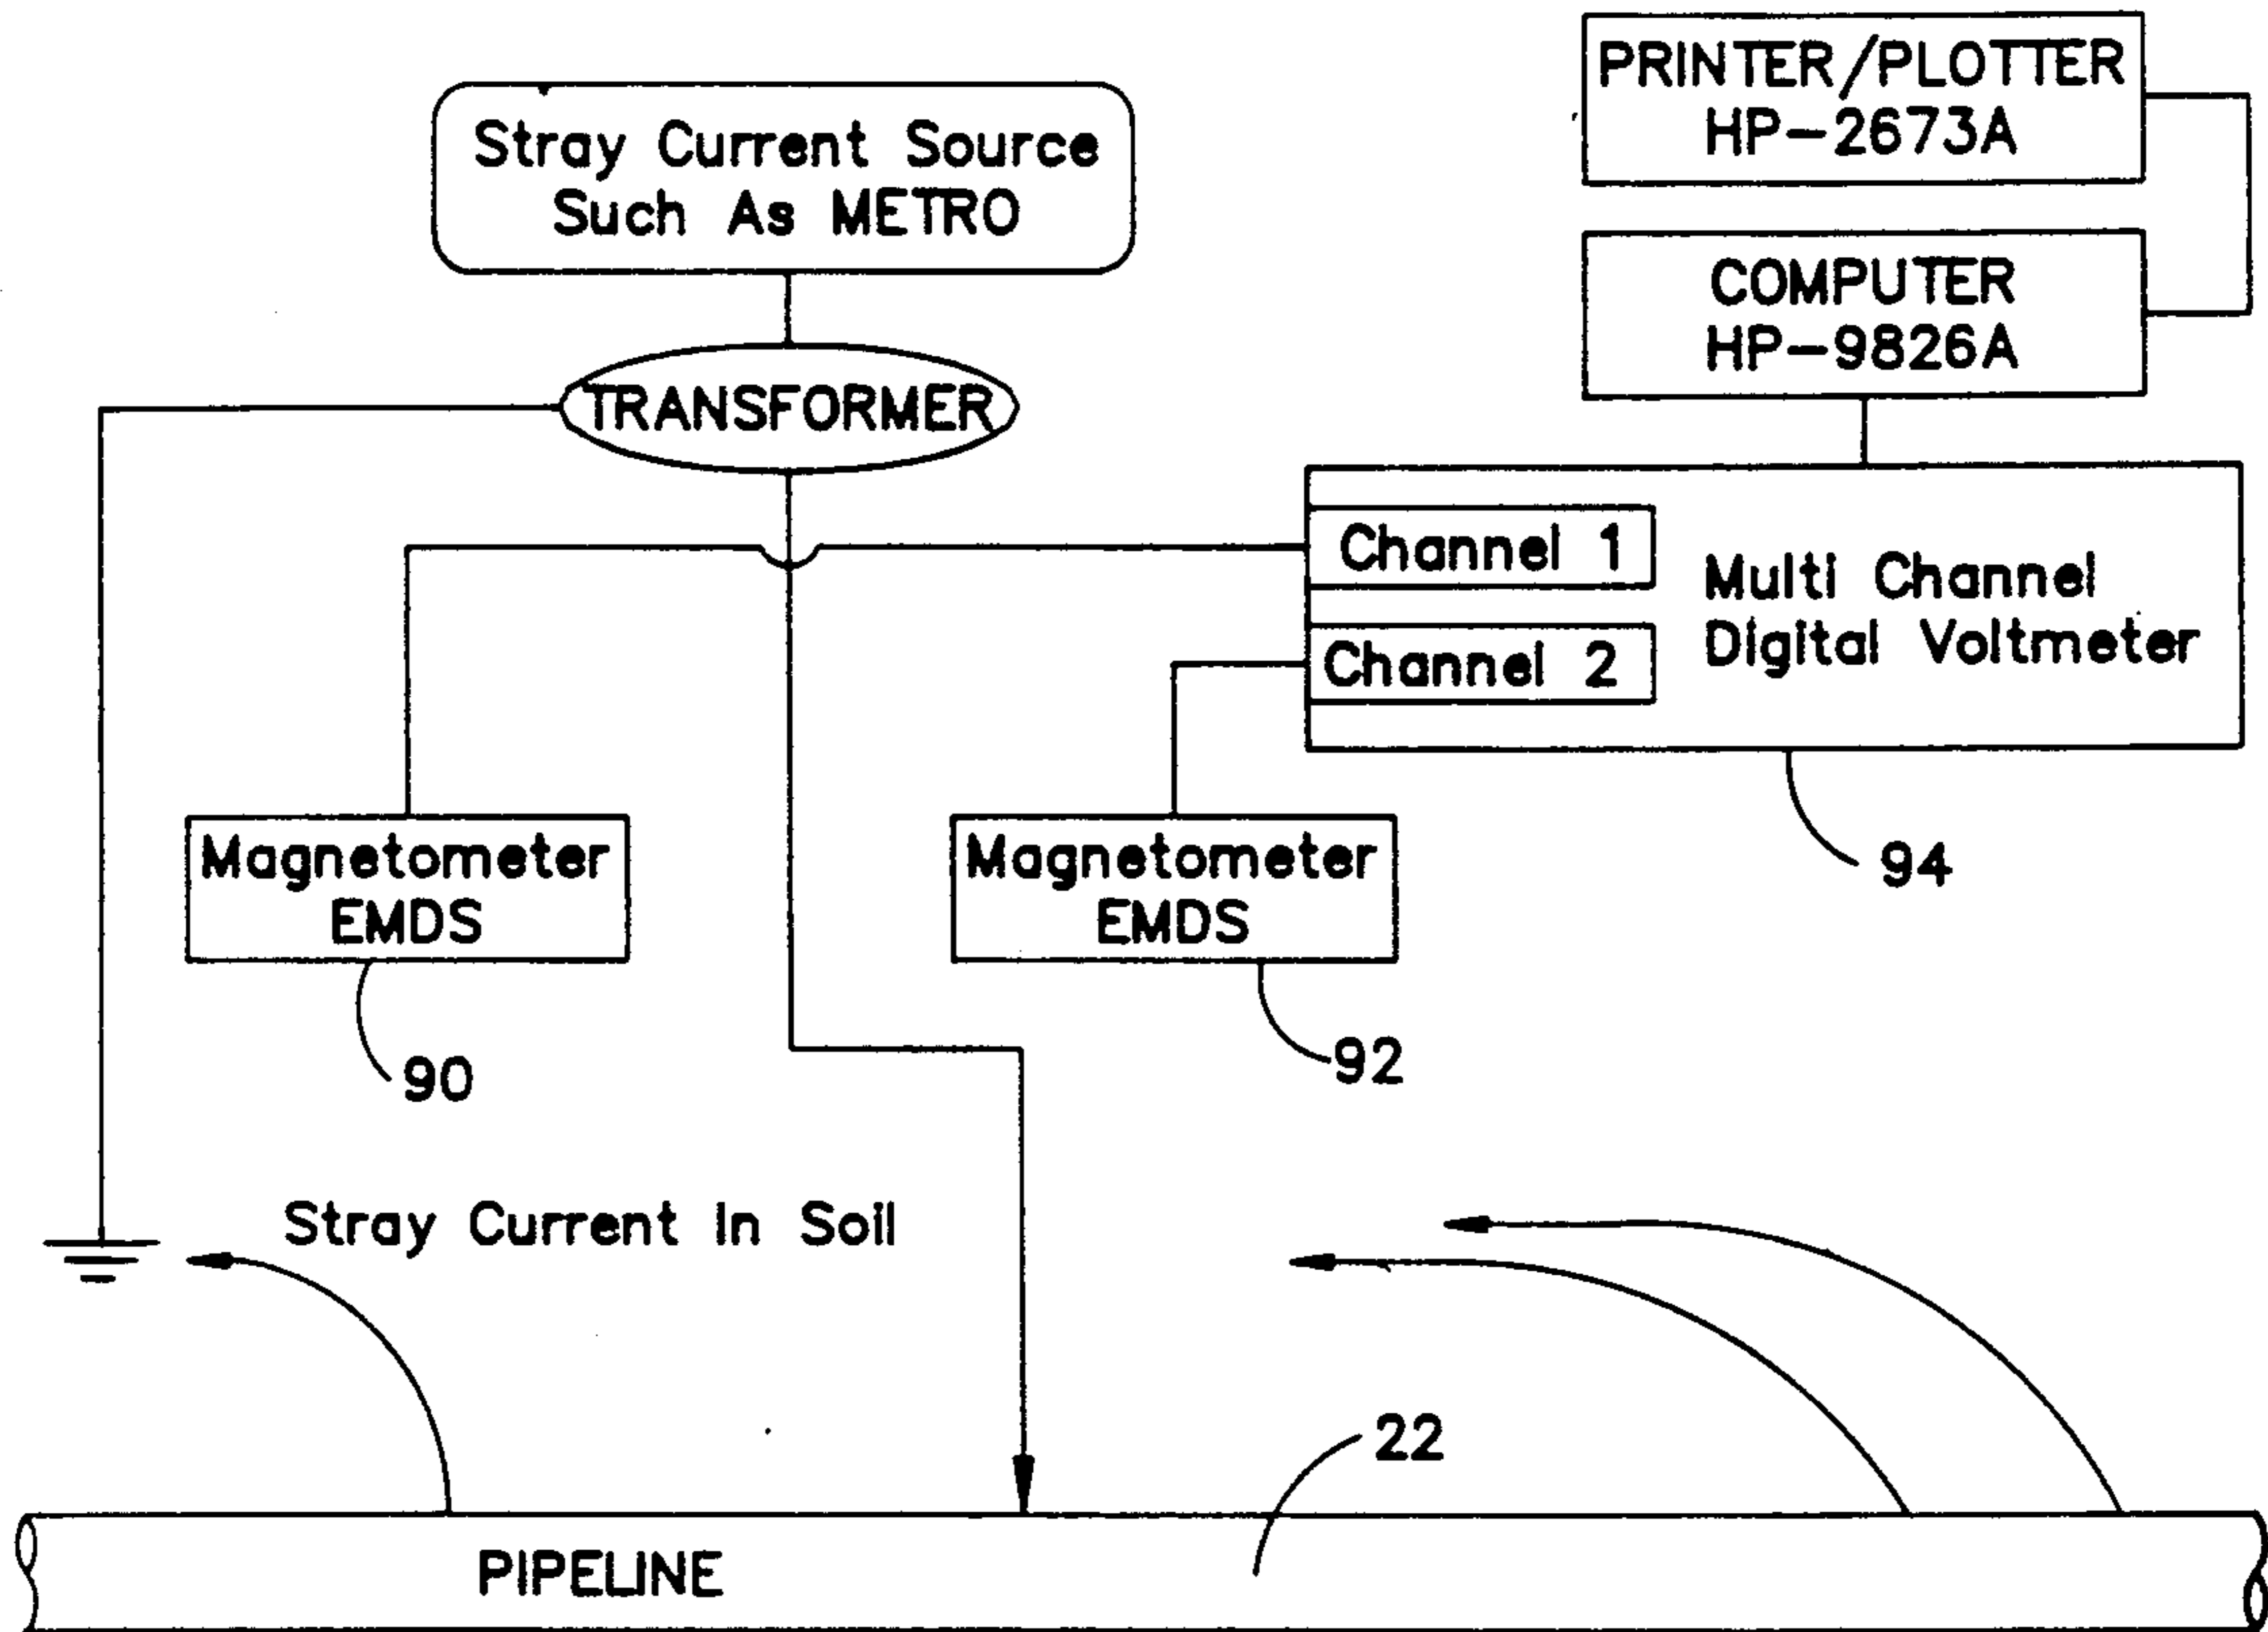 PRINTER/PLOTTER
HP-2673A
Stray Current Source
Such As METRO
COMPUTER
HP-9826A
TRANSFORMER
Channel 1
Multi Channel
Digital Voltmeter
Channel 2
Magnetometer
EMDS
Magnetometer
EMDS
94
90
92
Stray Current In Soil
22
PIPELINE